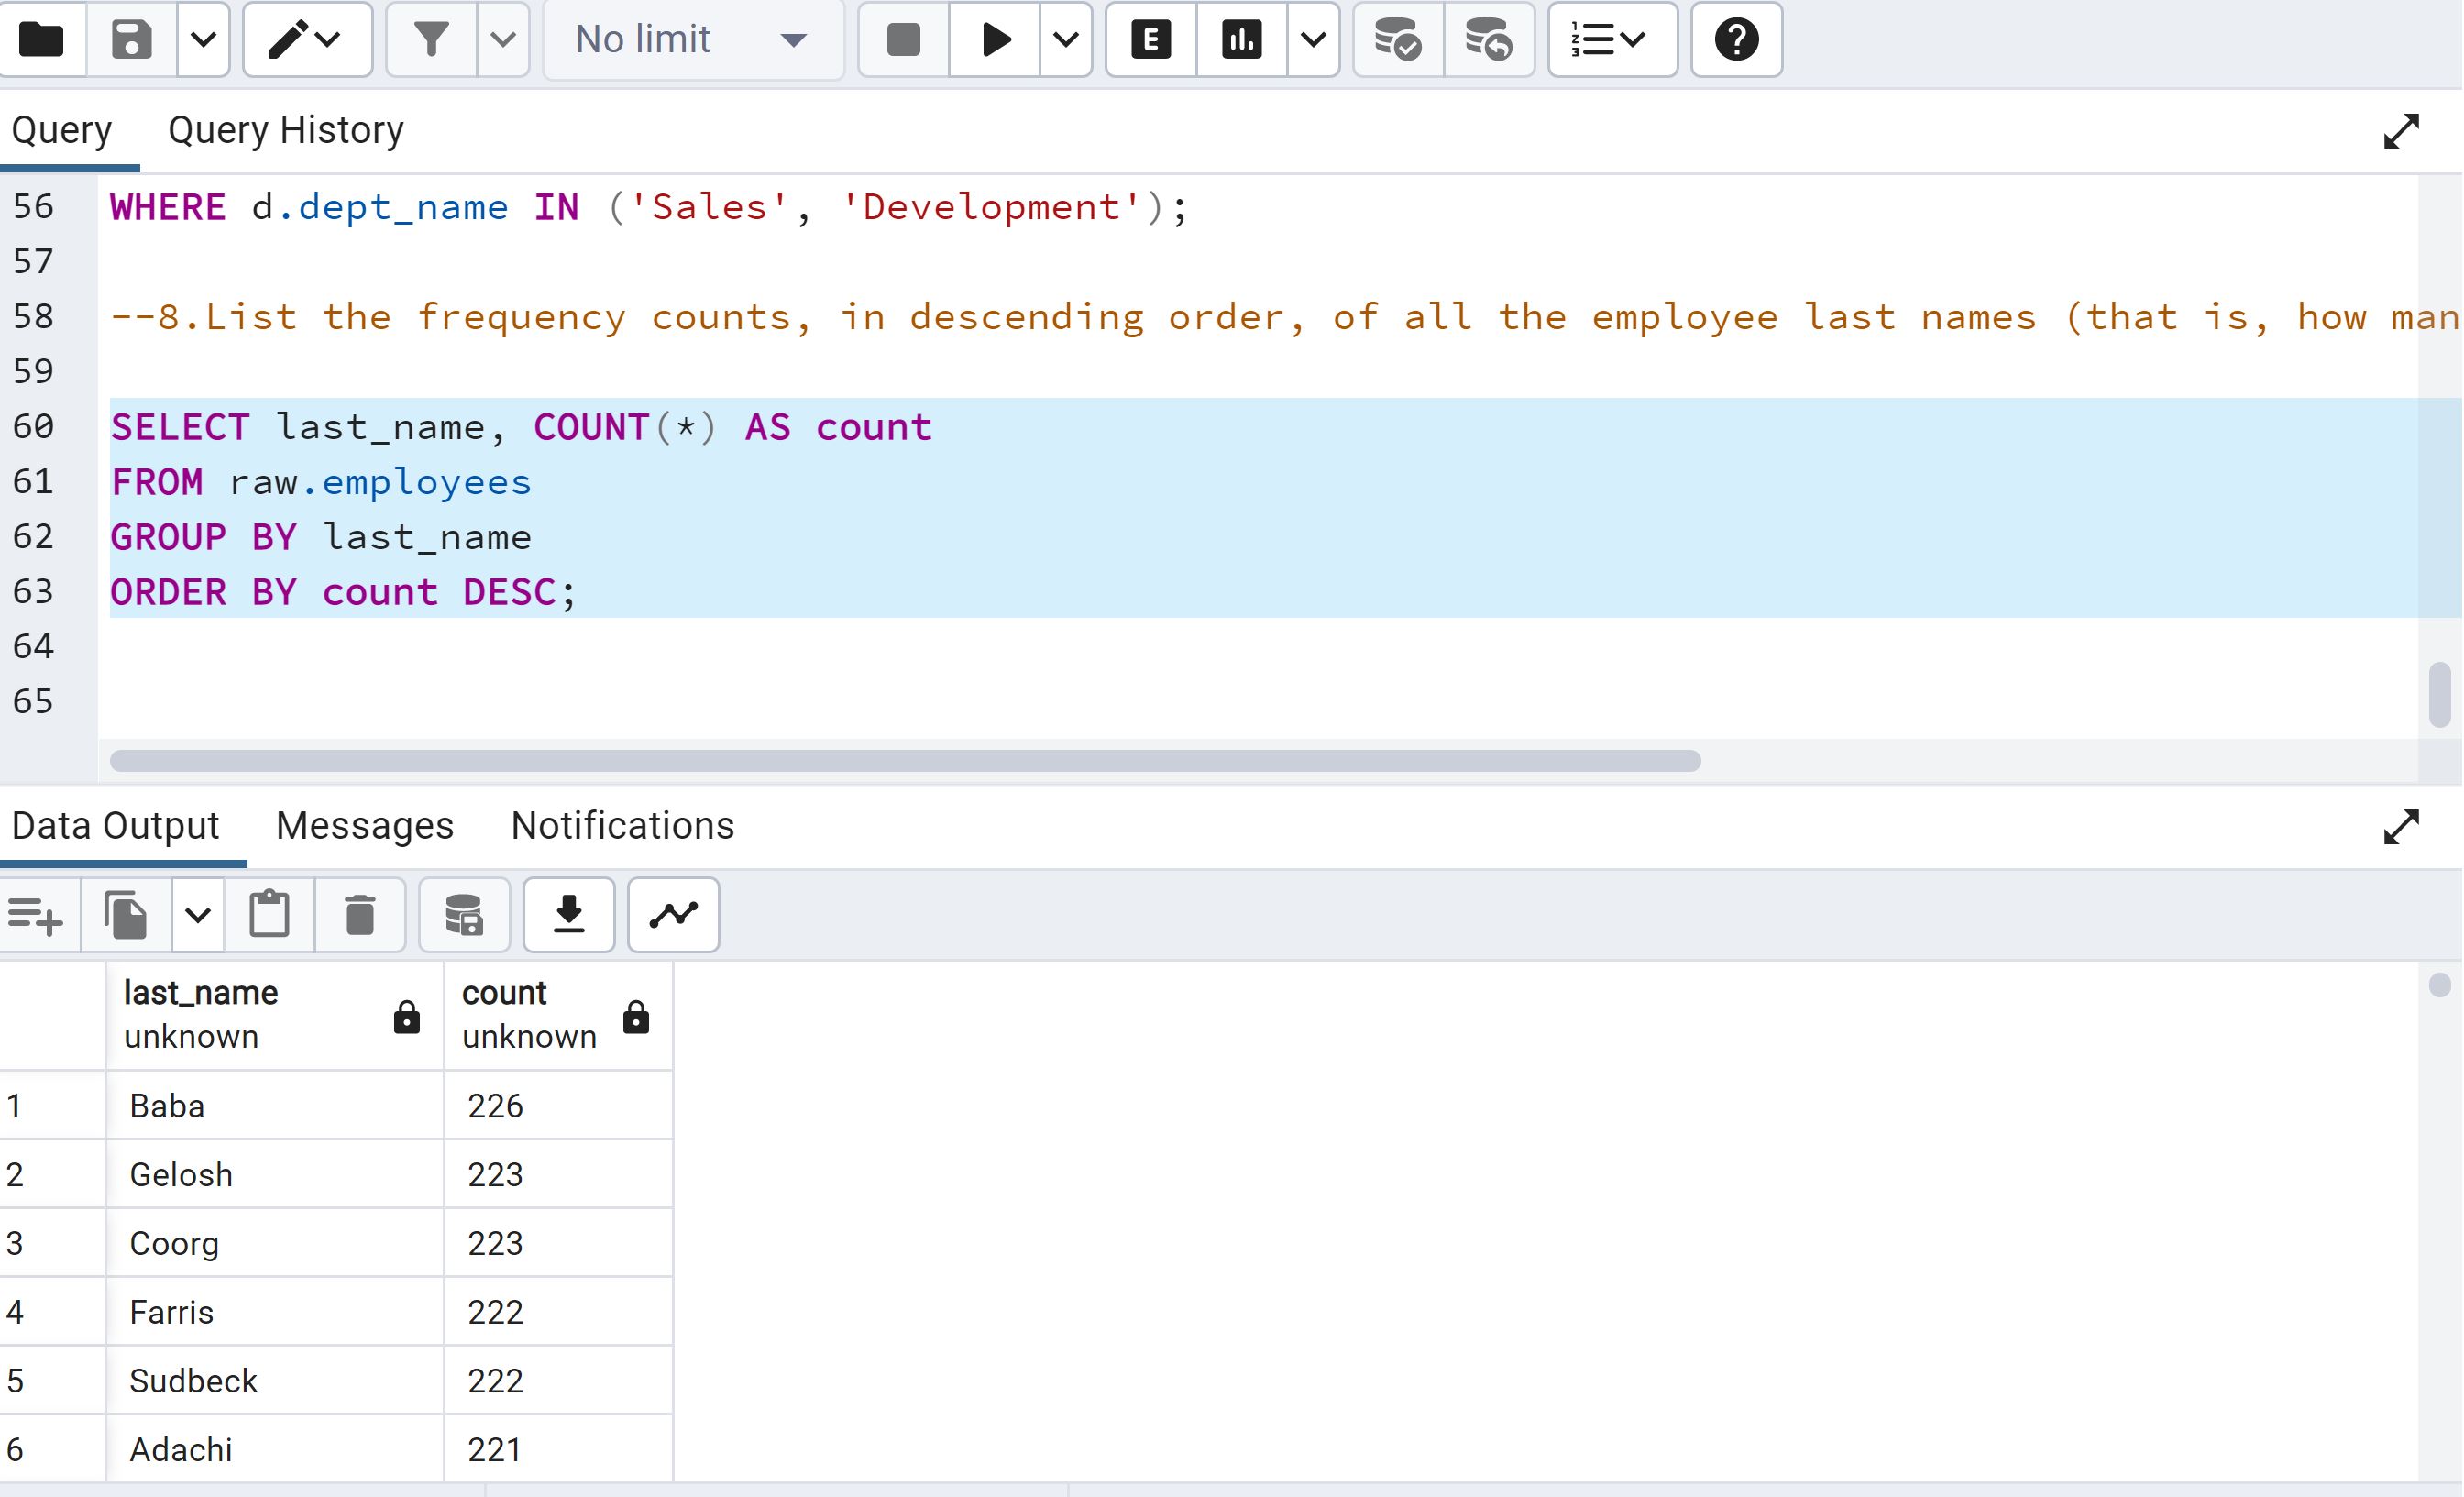 No limit
E
Query Query History
56 WHERE d.dept_name IN ('Sales', 'Development');
57
58 --8.List the frequency counts, in descending order, of all the employee last names (that is, how man
59
60 SELECT last_name, COUNT(*) AS count
61 FROM raw.employees
62 GROUP BY last_name
63 ORDER BY count DESC;
64
65
Data Output Messages Notifications
last_name count
unknown unknown
1 Baba 226
2 Gelosh 223
3 Coorg 223
4 Farris 222
5 Sudbeck 222
6 Adachi 221